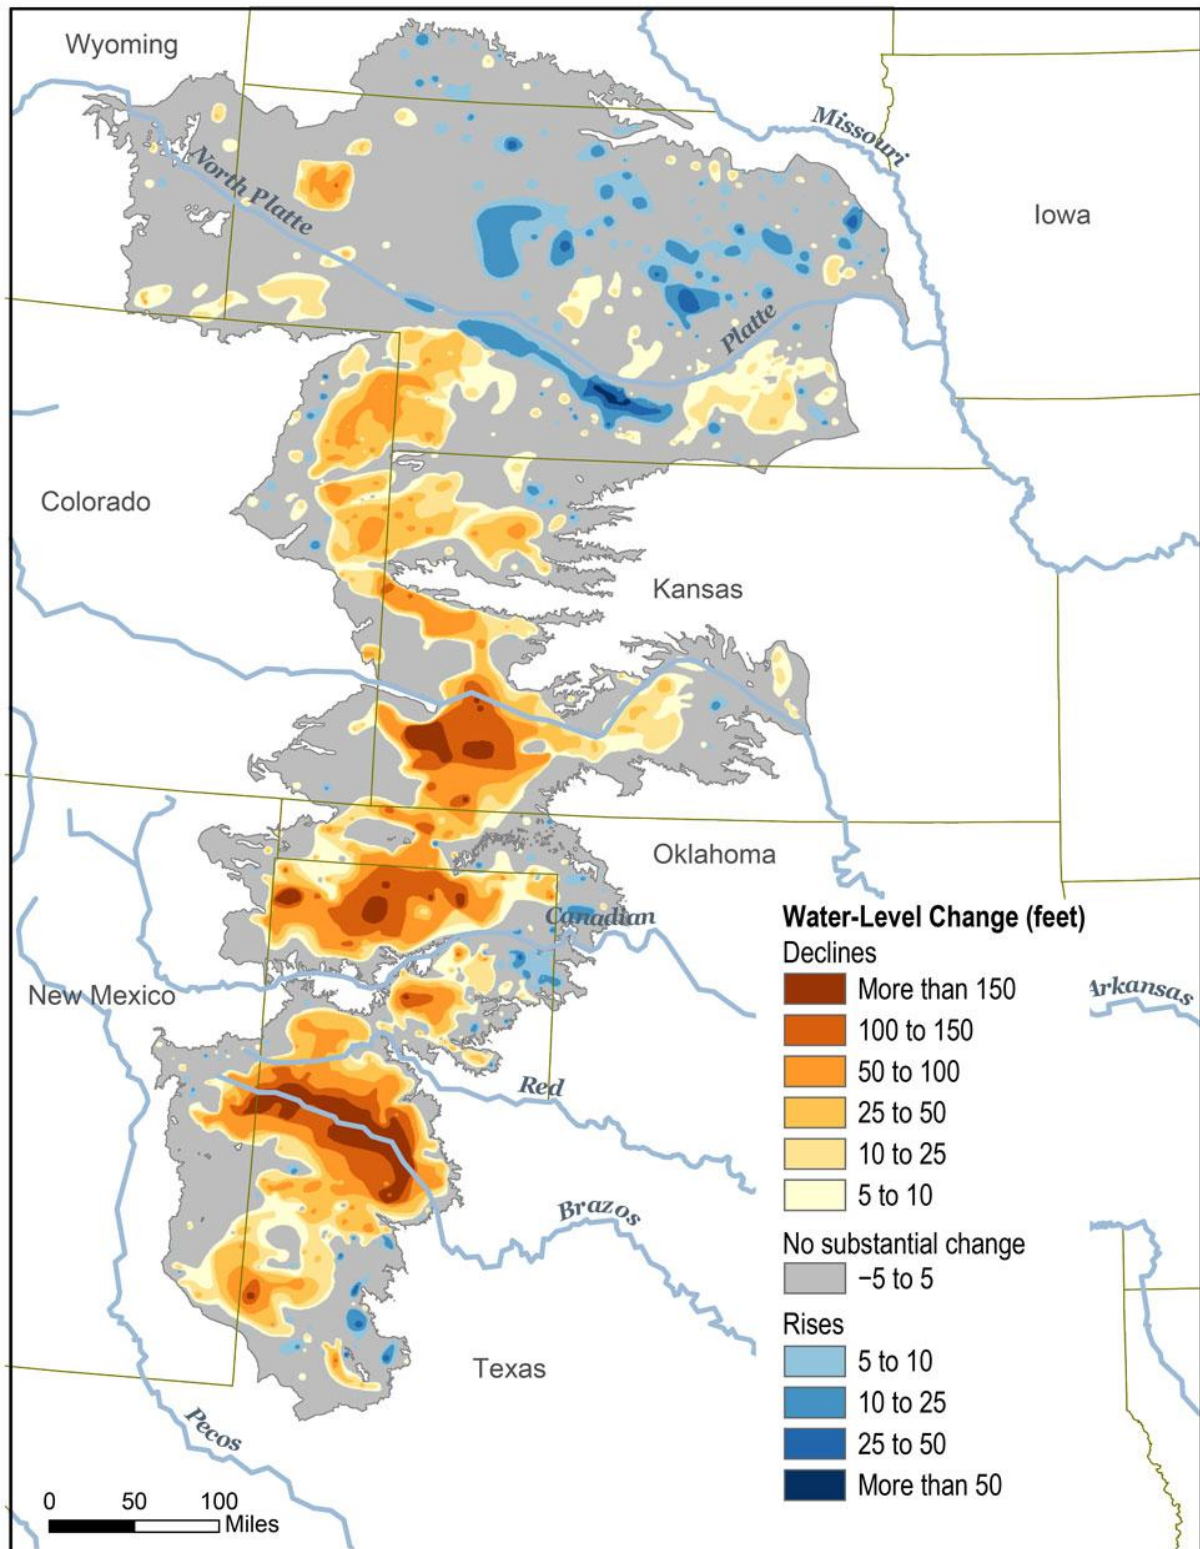 Wyoming
Missouri
North Platte
Iowa
Platte
Colorado
Kansas
Oklahoma
Canadian
New Mexico
Arkansas
Red
Brazos
Texas
Pecos
Water-Level Change (feet)
Declines
More than 150
100 to 150
50 to 100
25 to 50
10 to 25
5 to 10
No substantial change
−5 to 5
Rises
5 to 10
10 to 25
25 to 50
More than 50
0 50 100
Miles